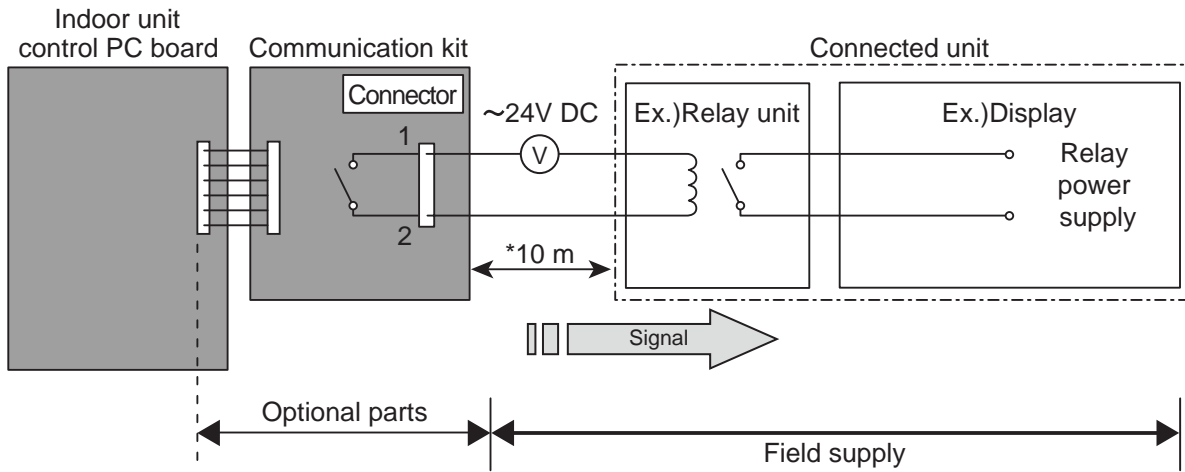 Indoor unit
control PC board
Communication kit
Connected unit
Connector
~24V DC
Ex.)Relay unit
Ex.)Display
1
V
Relay
power
supply
2
*10 m
Signal
Optional parts
Field supply